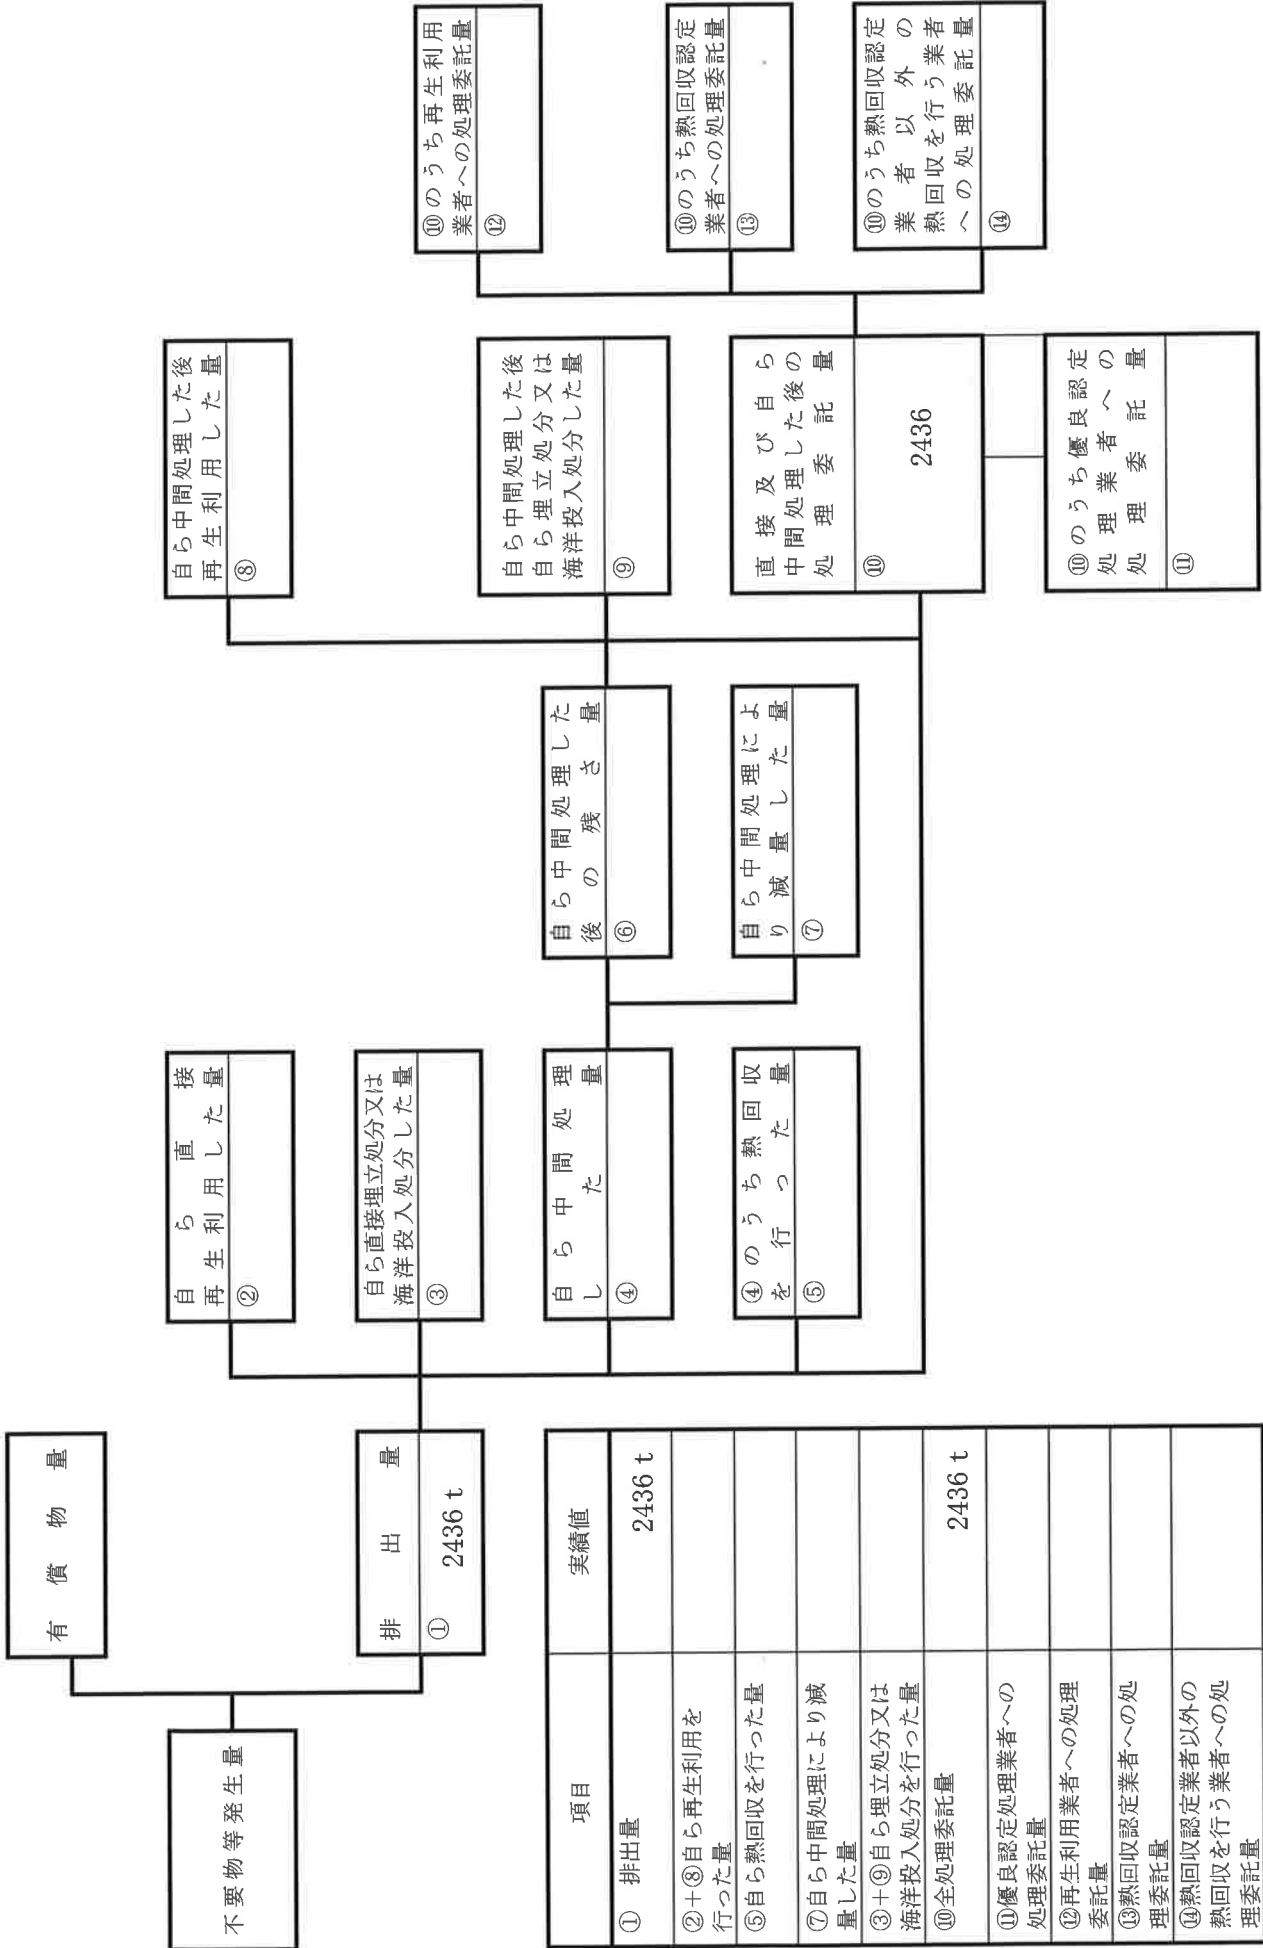 不要物等発生量
有償物量
排出量
① 2436 t
自ら直接
再生利用した量
②
自ら直接埋立処分又は
海洋投入処分した量
③
自ら中間処理
した量
④
④のうち熱回収
を行った量
⑤
自ら中間処理した
後の残さ量
⑥
自ら中間処理によ
り減量した量
⑦
自ら中間処理した後
再生利用した量
⑧
自ら中間処理した後
自ら埋立処分又は
海洋投入処分した量
⑨
直接及び自ら
中間処理した後の
処理委託量
⑩ 2436
⑩のうち優良認定
処理業者への
処理委託量
⑪
⑩のうち再生利用
業者への処理委託量
⑫
⑩のうち熱回収認定
業者への処理委託量
⑬
⑩のうち熱回収認定
業者以外の
熱回収を行う業者
への処理委託量
⑭
項目 実績値
① 排出量 2436 t
②+⑧自ら再生利用を
行った量
⑤自ら熱回収を行った量
⑦自ら中間処理により減
量した量
③+⑨自ら埋立処分又は
海洋投入処分を行った量
⑩全処理委託量 2436 t
⑪優良認定処理業者への
処理委託量
⑫再生利用業者への処理
委託量
⑬熱回収認定業者への処
理委託量
⑭熱回収認定業者以外の
熱回収を行う業者への処
理委託量